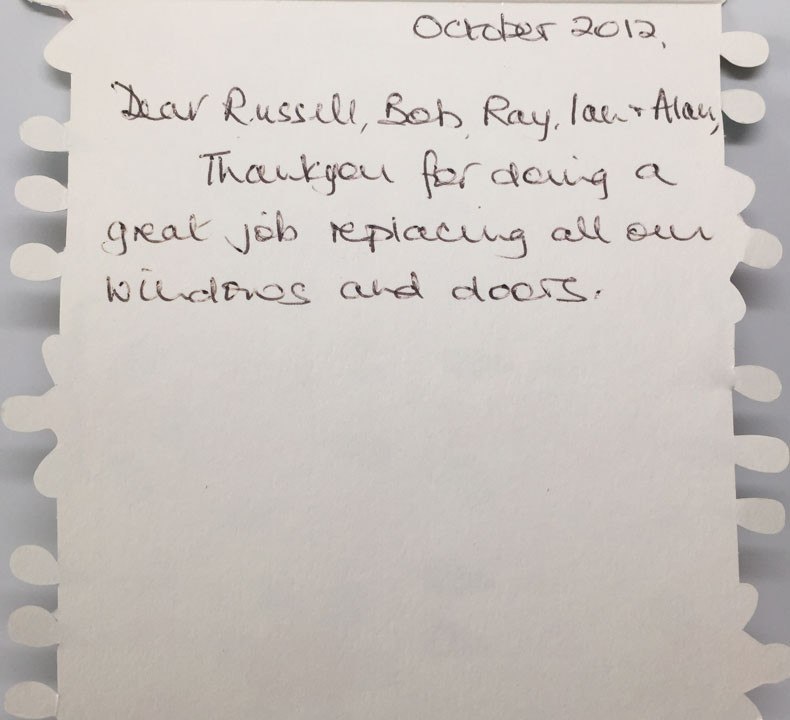 October 2012,
Dear Russell, Bob, Ray, Ian + Alan,
Thankyou for doing a
great job replacing all our
windows and doors.